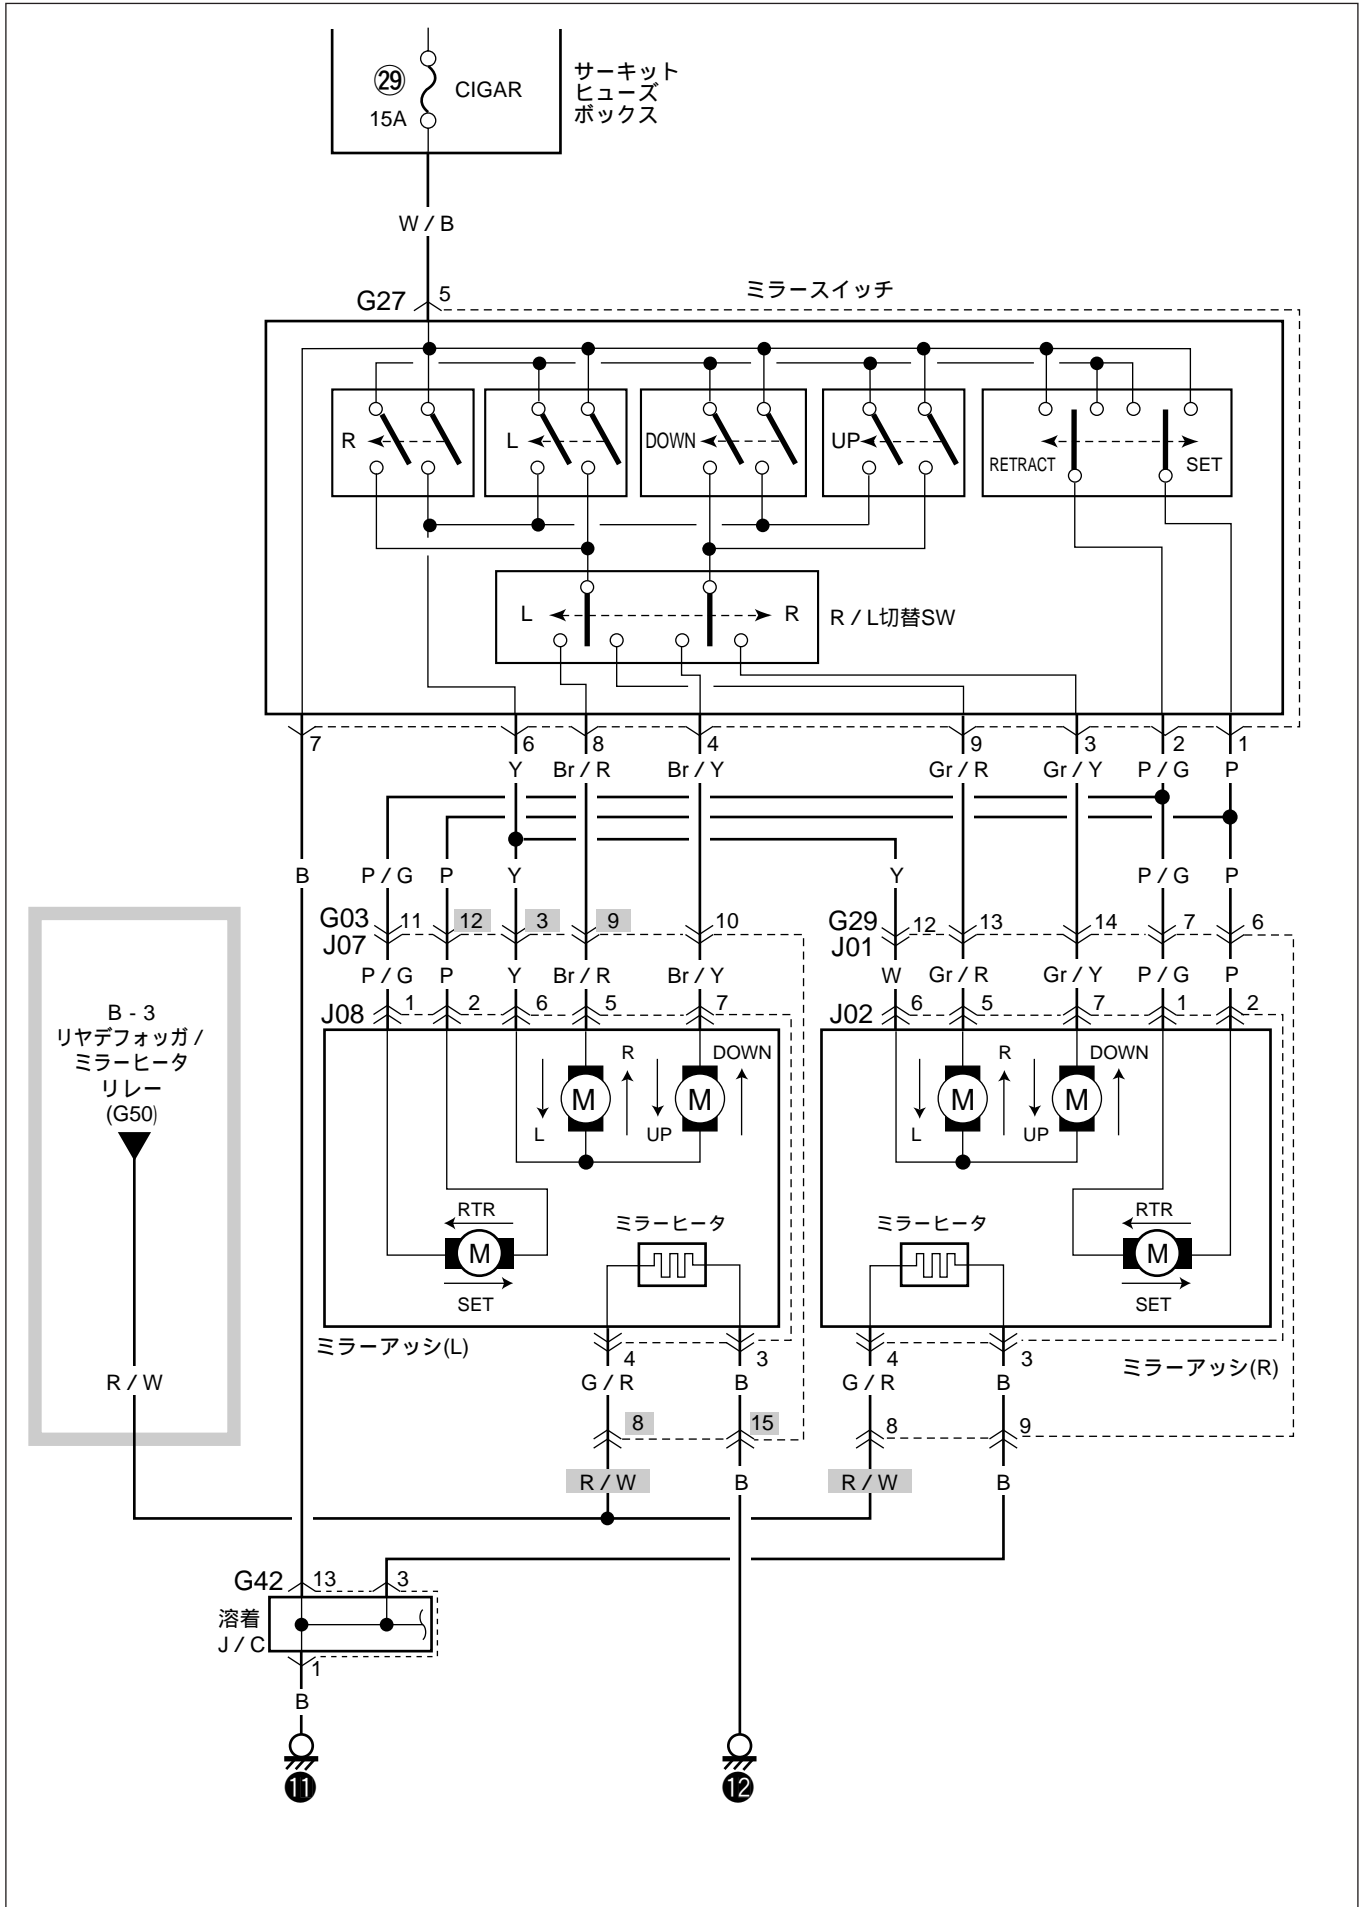 29 CIGAR
15A
サーキット
ヒューズ
ボックス
W / B
G27 5
ミラースイッチ
R L DOWN UP RETRACT SET
L R R / L切替SW
7 6 8 4 9 3 2 1
Y Br / R Br / Y Gr / R Gr / Y P / G P
B P / G P Y Y P / G P
G03 11 12 3 9 10 G29 12 13 14 7 6
J07 J01
P / G P Y Br / R Br / Y W Gr / R Gr / Y P / G P
J08 1 2 6 5 7 J02 6 5 7 1 2
B - 3
リヤデフォッガ /
ミラーヒータ
リレー
(G50)
R DOWN R DOWN
M M M M
L UP L UP
RTR ミラーヒータ ミラーヒータ RTR
M M
SET SET
ミラーアッシ(L) 4 3 4 3 ミラーアッシ(R)
R / W G / R B G / R B
8 15 8 9
R / W B R / W B
G42 13 3
溶着
J / C
1
B
11 12